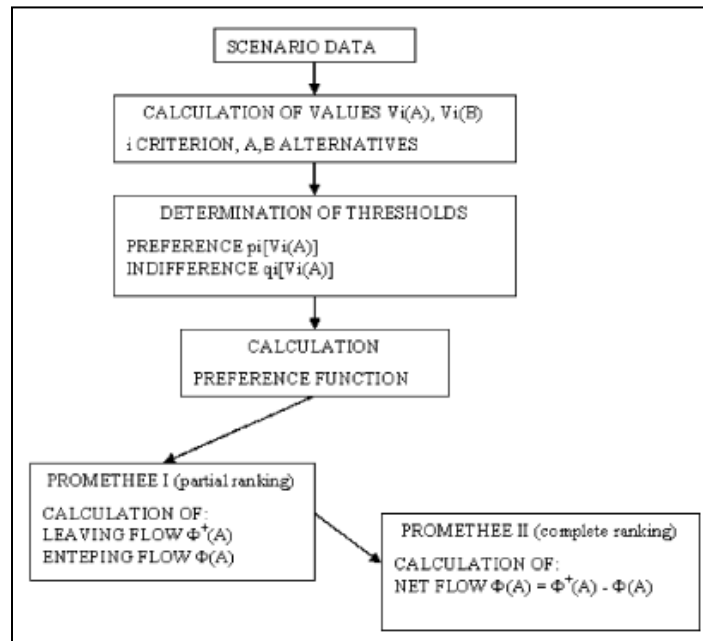 SCENARIO DATA
CALCULATION OF VALUES Vi(A), Vi(B)
i CRITERION, A,B ALTERNATIVES
DETERMINATION OF THRESHOLDS
PREFERENCE pi[Vi(A)]
INDIFFERENCE qi[Vi(A)]
CALCULATION
PREFERENCE FUNCTION
PROMETHEE I (partial ranking)
CALCULATION OF:
LEAVING FLOW Φ⁺(A)
ENTEPING FLOW Φ(A)
PROMETHEE II (complete ranking)
CALCULATION OF:
NET FLOW Φ(A) = Φ⁺(A) - Φ(A)